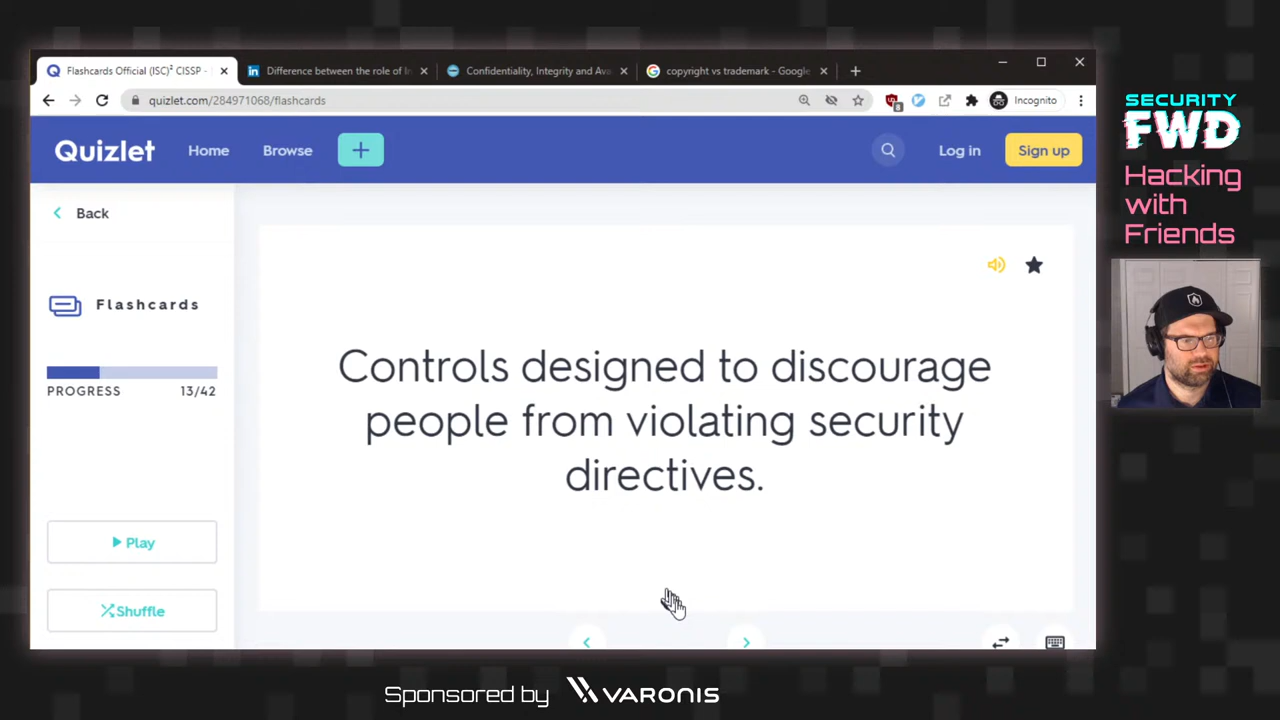 Flashcards Official (ISC)² CISSP -
Difference between the role of
Confidentiality, Integrity and Ava
copyright vs trademark - Google
quizlet.com/284971068/flashcards
8
Incognito
SECURITY
FWD
Hacking
with
Friends
Quizlet
Home
Browse
Log in
Sign up
Back
Flashcards
PROGRESS 13/42
Play
Shuffle
Controls designed to discourage
people from violating security
directives.
Sponsored by VARONIS